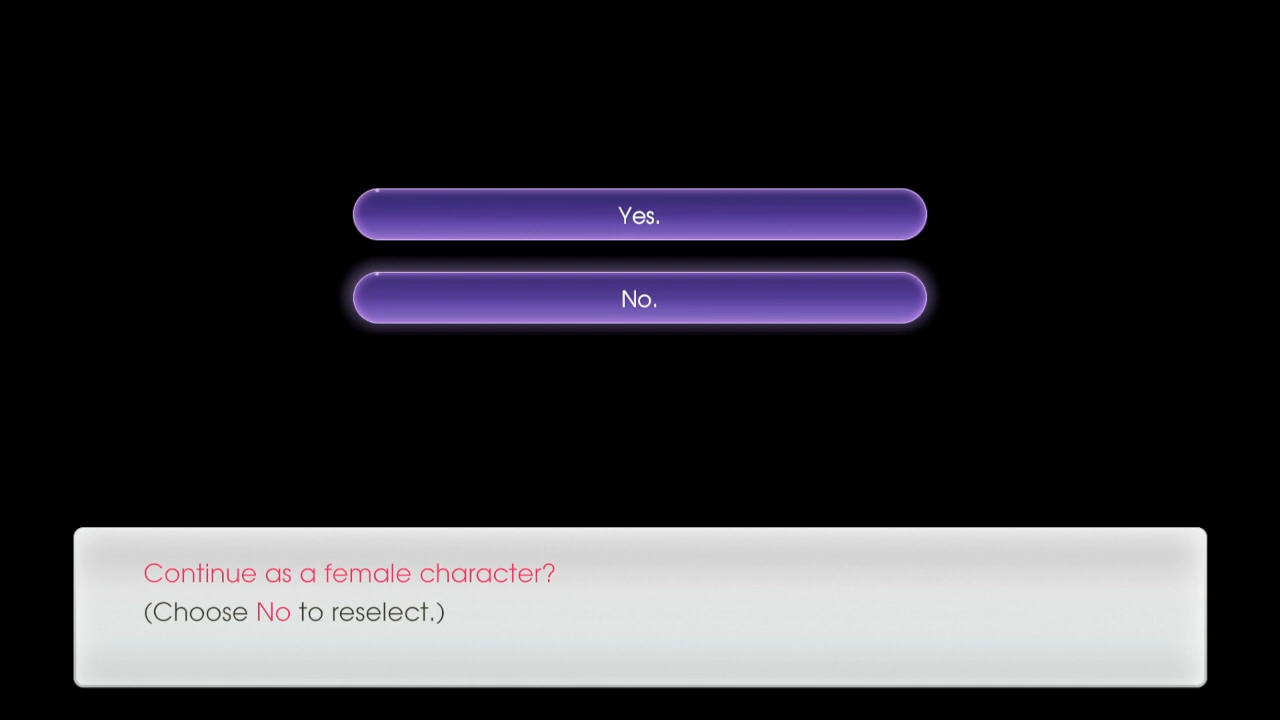 Yes.
No.
Continue as a female character?
(Choose No to reselect.)